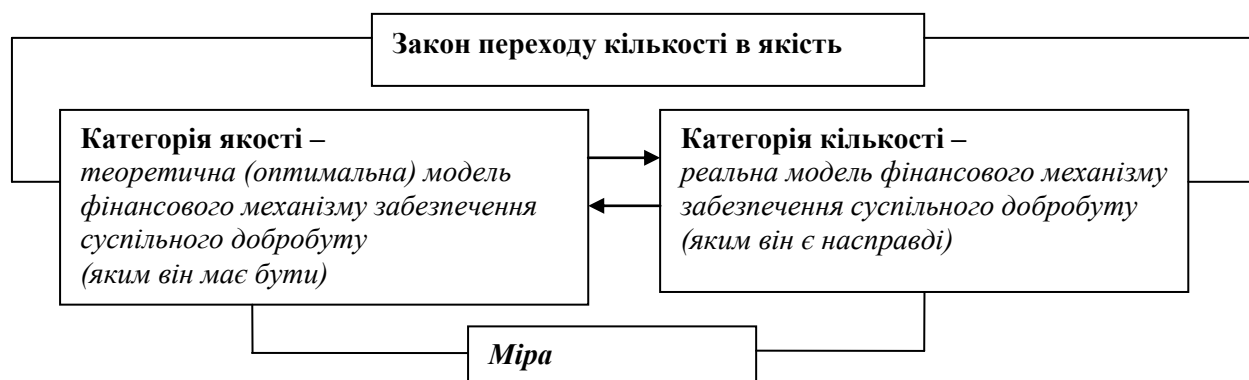 Закон переходу кількості в якість
Категорія якості –
теоретична (оптимальна) модель
фінансового механізму забезпечення
суспільного добробуту
(яким він має бути)
Категорія кількості –
реальна модель фінансового механізму
забезпечення суспільного добробуту
(яким він є насправді)
Міра